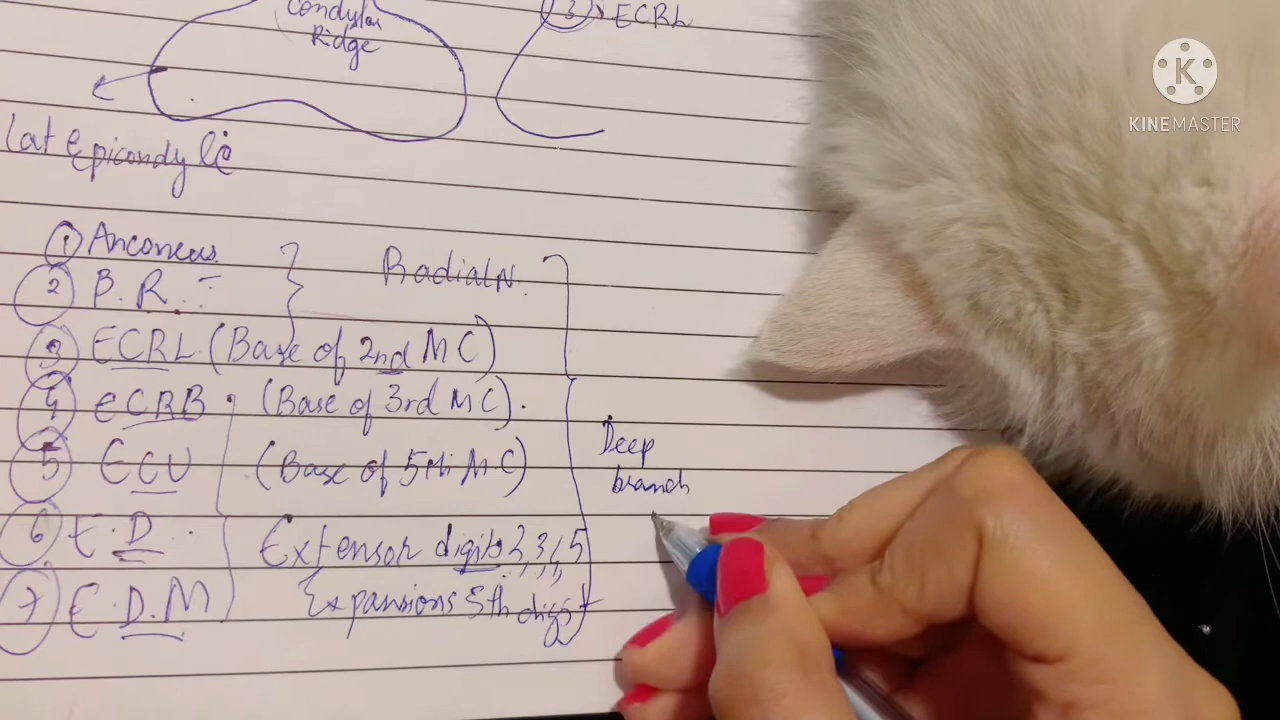 Condylar
Ridge
3 ECRL
K
KINEMASTER
Lat Epicondyle
1 Anconeus
Radial N.
2 B.R.
3 ECRL (Base of 2nd MC)
4 eCRB (Base of 3rd MC).
5 ECU (Base of 5th MC)
Deep
branch
6 E.D Extensor digits 2,3,4,5
7 E.D.M Expansions 5th digit